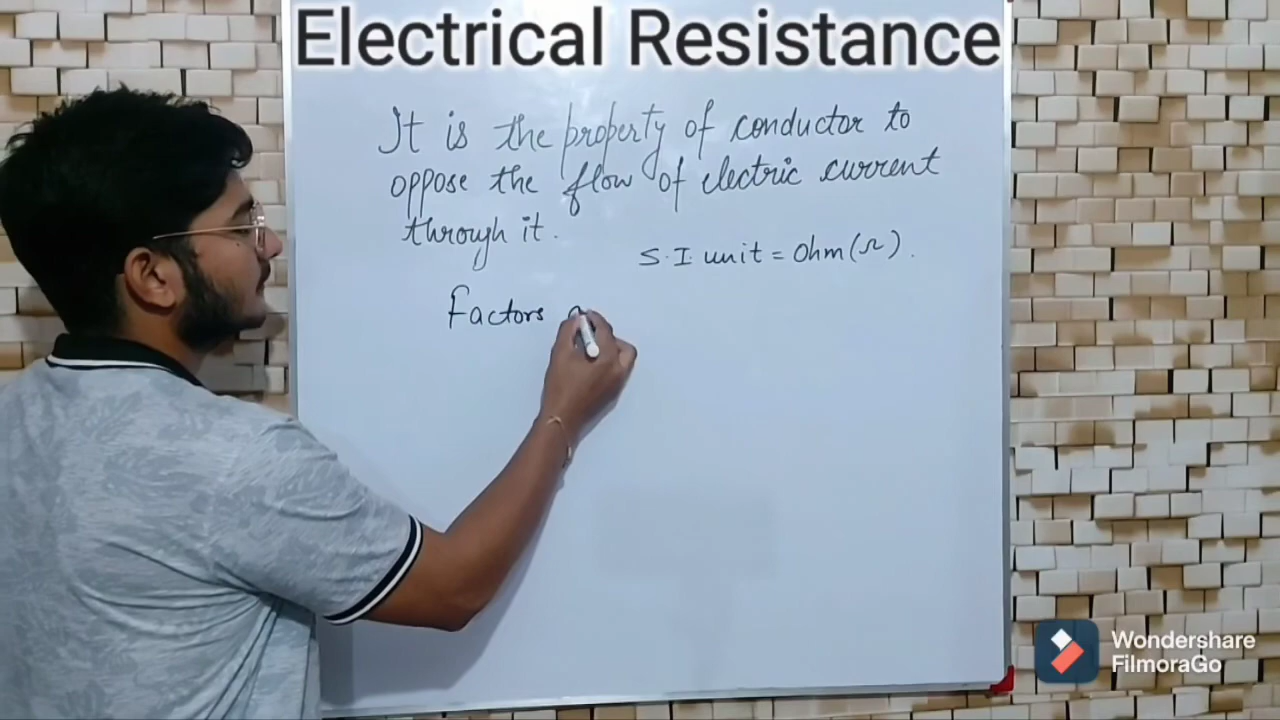 Electrical Resistance
It is the property of conductor to
oppose the flow of electric current
through it.
S.I. unit = Ohm (Ω).
Factors
Wondershare
FilmoraGo